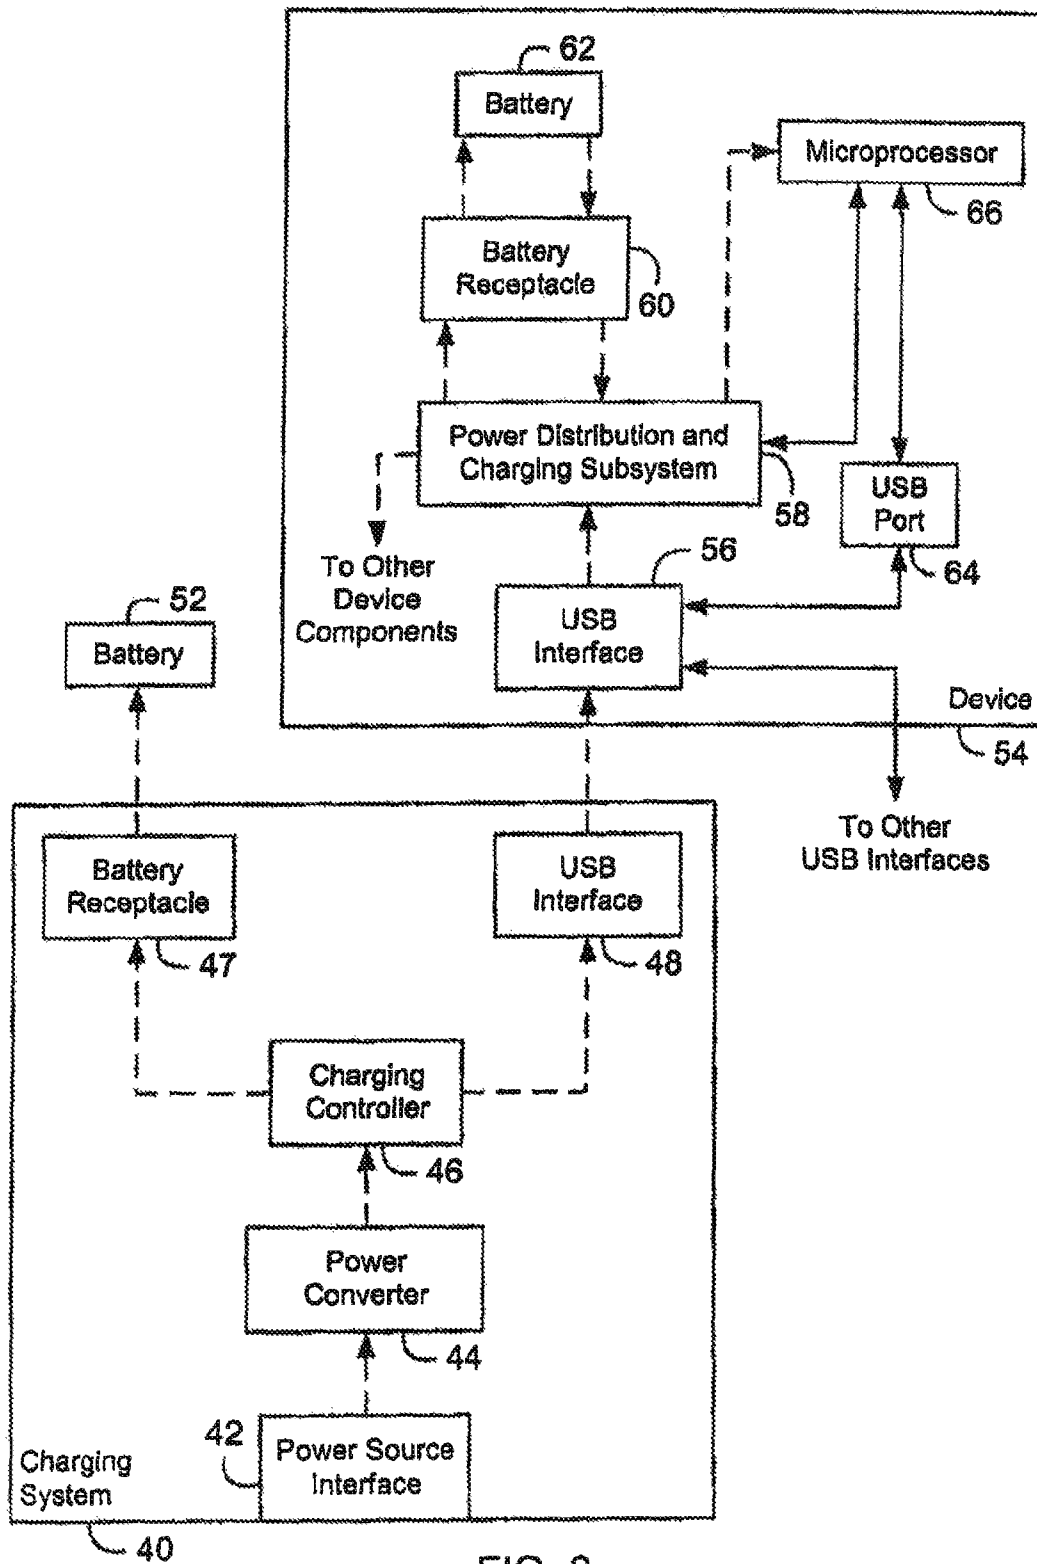 62
Battery
Microprocessor
66
Battery
Receptacle
60
Power Distribution and
Charging Subsystem
58
USB
Port
64
To Other
Device
Components
56
USB
Interface
52
Battery
Device
54
To Other
USB Interfaces
Battery
Receptacle
47
USB
Interface
48
Charging
Controller
46
Power
Converter
44
42
Power Source
Interface
Charging
System
40